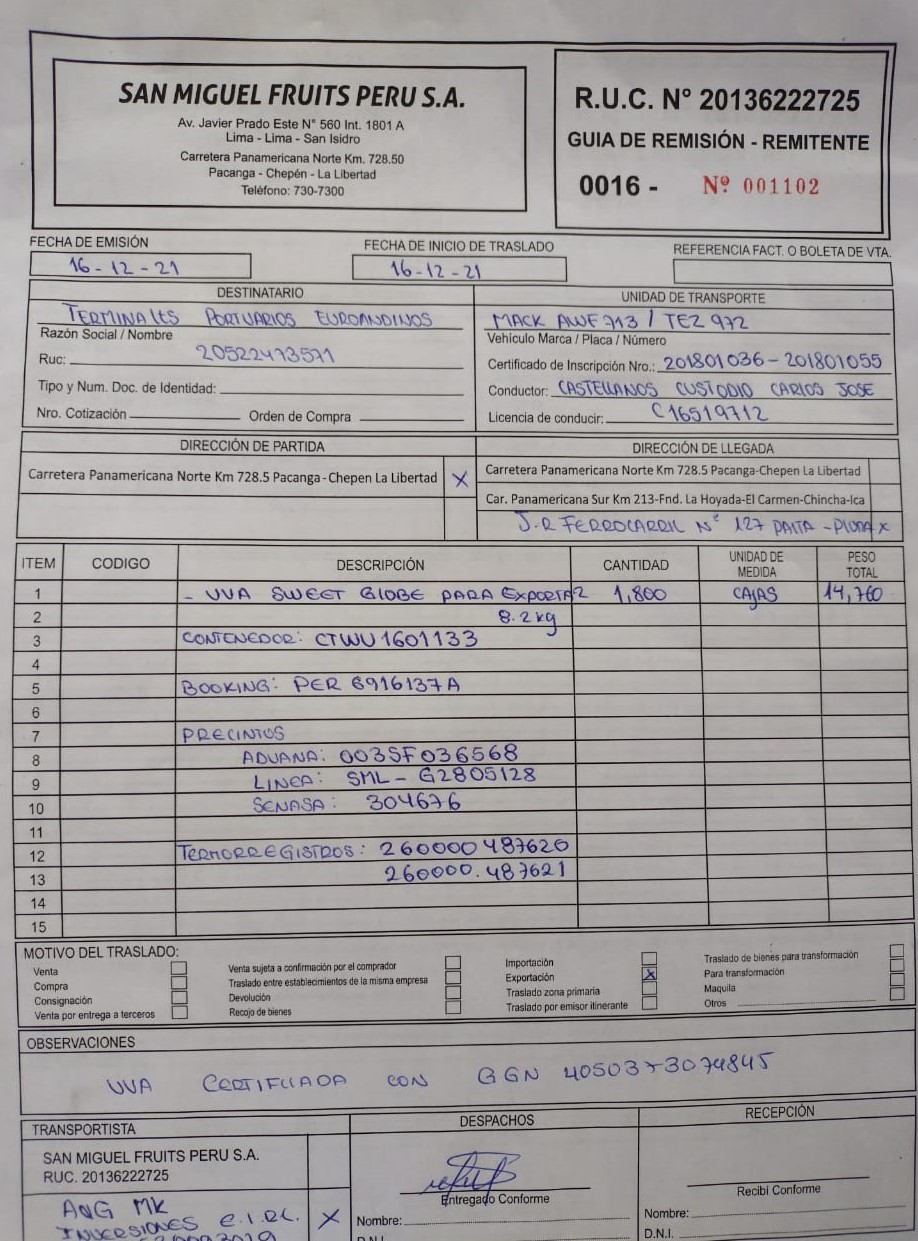 SAN MIGUEL FRUITS PERU S.A.
Av. Javier Prado Este N° 560 Int. 1801 A
Lima - Lima - San Isidro
Carretera Panamericana Norte Km. 728.50
Pacanga - Chepén - La Libertad
Teléfono: 730-7300
R.U.C. N° 20136222725
GUIA DE REMISIÓN - REMITENTE
0016 - Nº 001102
FECHA DE EMISIÓN
16-12-21
FECHA DE INICIO DE TRASLADO
16-12-21
REFERENCIA FACT. O BOLETA DE VTA.
DESTINATARIO
TERMINALES PORTUARIOS EUROANDINOS
Razón Social / Nombre
Ruc: 20522473571
Tipo y Num. Doc. de Identidad:
Nro. Cotización Orden de Compra
UNIDAD DE TRANSPORTE
MACK AWF 713 / TEZ 972
Vehículo Marca / Placa / Número
Certificado de Inscripción Nro.: 201801036-201801055
Conductor: CASTELLANOS CUSTODIO CARLOS JOSE
Licencia de conducir: C16519712
DIRECCIÓN DE PARTIDA
Carretera Panamericana Norte Km 728.5 Pacanga-Chepen La Libertad X
DIRECCIÓN DE LLEGADA
Carretera Panamericana Norte Km 728.5 Pacanga-Chepen La Libertad
Car. Panamericana Sur Km 213-Fnd. La Hoyada-El Carmen-Chincha-Ica
J-R FERROCARRIL N° 127 PAITA-PIURA X
ITEM CODIGO DESCRIPCIÓN CANTIDAD UNIDAD DE MEDIDA PESO TOTAL
1 - UVA SWEET GLOBE PARA EXPORTAR 1,800 CAJAS 14,760
2 8.2 kg
3 CONTENEDOR: CTWU1601133
4
5 BOOKING: PER 6916137A
6
7 PRECINTOS
8 ADUANA: 003SF036568
9 LINEA: SML-G2805128
10 SENASA: 304676
11
12 TERMORREGISTROS: 260000487620
13 260000.487621
14
15
MOTIVO DEL TRASLADO:
Venta
Compra
Consignación
Venta por entrega a terceros
Venta sujeta a confirmación por el comprador
Traslado entre establecimientos de la misma empresa
Devolución
Recojo de bienes
Importación
Exportación X
Traslado zona primaria
Traslado por emisor itinerante
Traslado de bienes para transformación
Para transformación
Maquila
Otros
OBSERVACIONES
UVA CERTIFICADA CON GGN 4050373074845
TRANSPORTISTA
SAN MIGUEL FRUITS PERU S.A.
RUC. 20136222725
ANG MK
INVERSIONES E.I.R.L. X
DESPACHOS
Entregado Conforme
Nombre:
D.N.I.
RECEPCIÓN
Recibí Conforme
Nombre:
D.N.I.